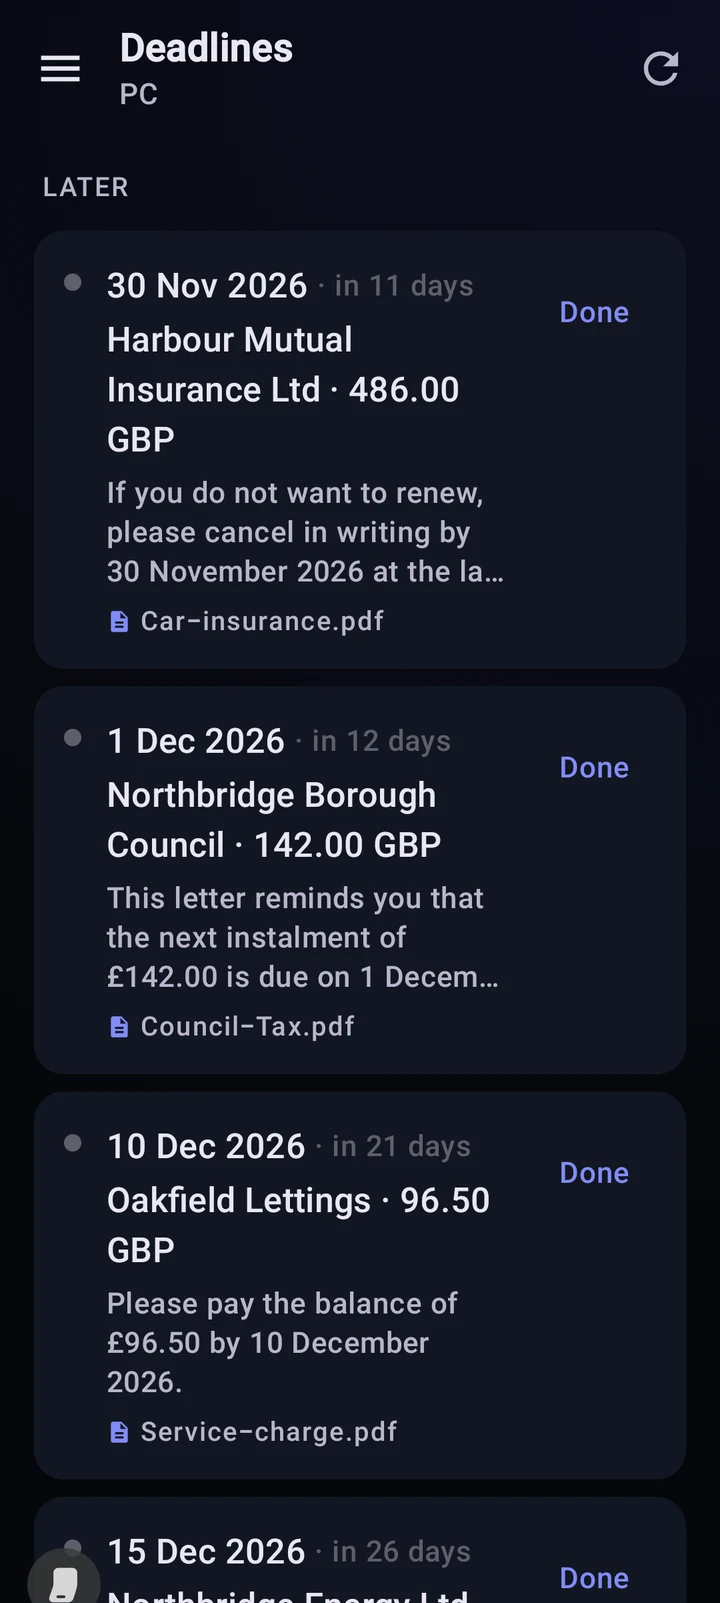 Deadlines
PC
LATER
30 Nov 2026 · in 11 days
Done
Harbour Mutual
Insurance Ltd · 486.00
GBP
If you do not want to renew,
please cancel in writing by
30 November 2026 at the la…
Car-insurance.pdf
1 Dec 2026 · in 12 days
Done
Northbridge Borough
Council · 142.00 GBP
This letter reminds you that
the next instalment of
£142.00 is due on 1 Decem…
Council-Tax.pdf
10 Dec 2026 · in 21 days
Done
Oakfield Lettings · 96.50
GBP
Please pay the balance of
£96.50 by 10 December
2026.
Service-charge.pdf
15 Dec 2026 · in 26 days
Done
Northbridge Energy Ltd